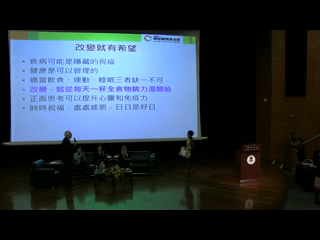 改變就有希望
疾病可能是隱藏的祝福
健康是可以管理的
適當飲食、運動、睡眠三者缺一不可
改變，就從每天一杯全食物精力湯開始
正面思考可以提升心靈和免疫力
時時祝福，處處感恩，日日是好日